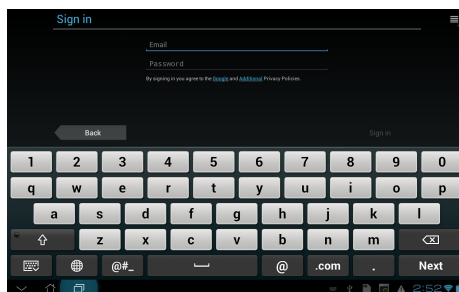 Sign in
Email
Password
By signing in you agree to the Google and Additional Privacy Policies.
Back
Sign in
1 2 3 4 5 6 7 8 9 0
q w e r t y u i o p
a s d f g h j k l
z x c v b n m
@#_ @ .com . Next
2:52